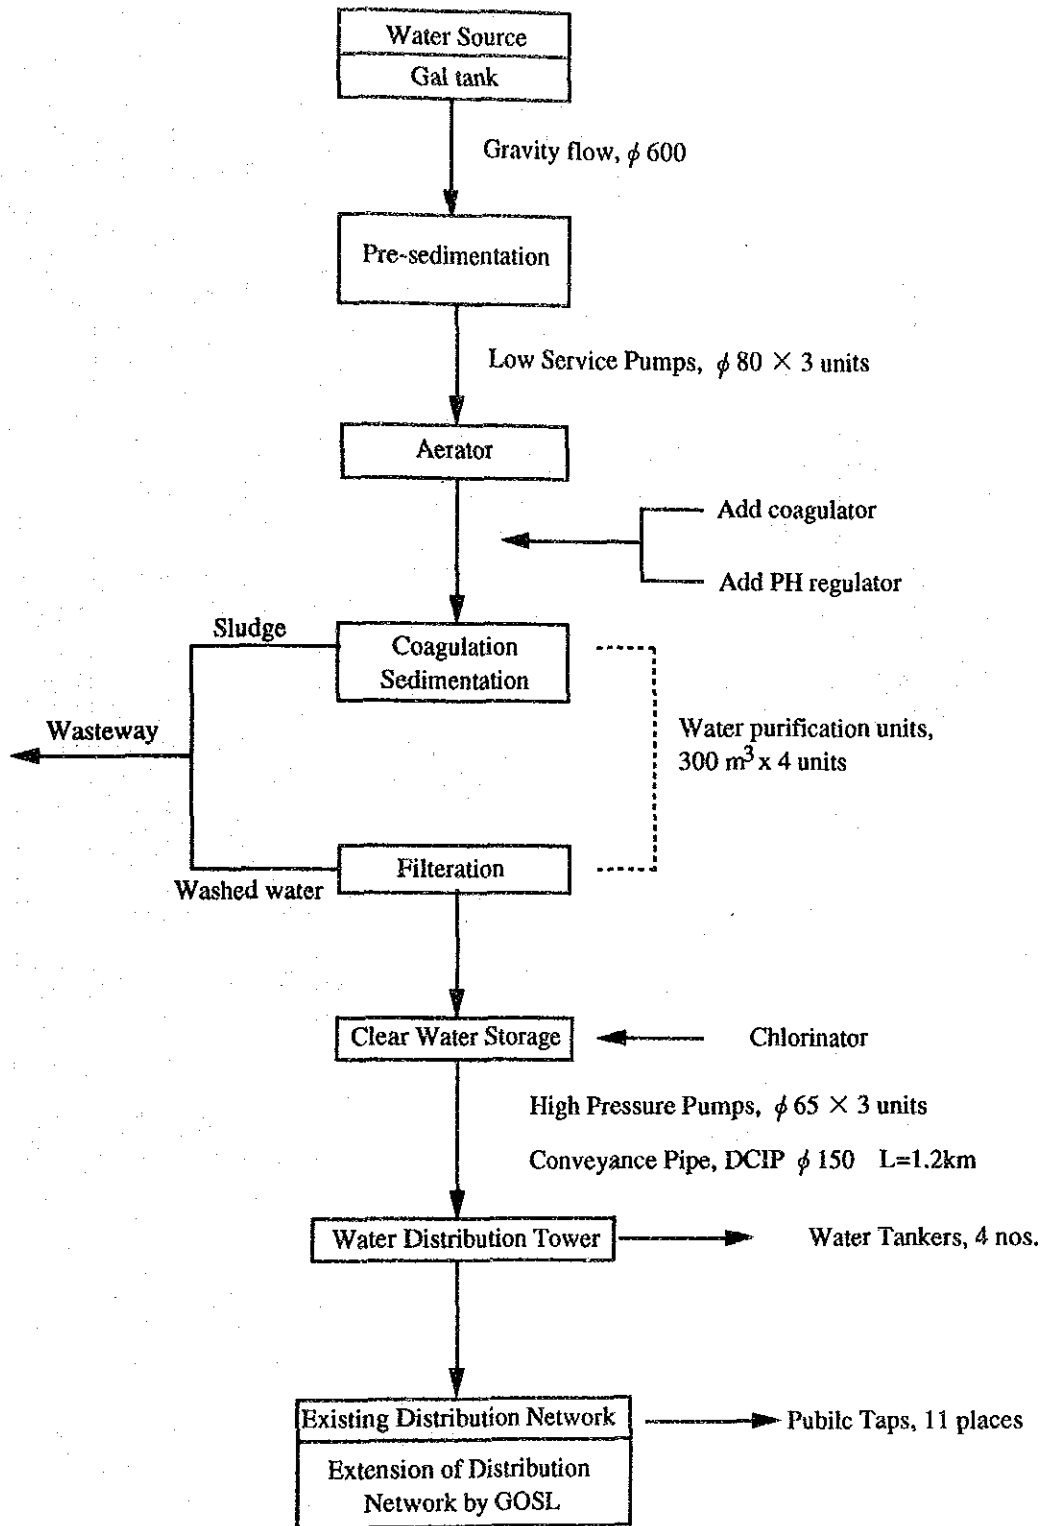 Water Source
Gal tank
Gravity flow, ϕ 600
Pre-sedimentation
Low Service Pumps, ϕ 80 × 3 units
Aerator
Add coagulator
Add PH regulator
Sludge
Coagulation
Sedimentation
Wasteway
Water purification units,
300 m³ x 4 units
Filteration
Washed water
Clear Water Storage
Chlorinator
High Pressure Pumps, ϕ 65 × 3 units
Conveyance Pipe, DCIP ϕ 150 L=1.2km
Water Distribution Tower
Water Tankers, 4 nos.
Existing Distribution Network
Pubilc Taps, 11 places
Extension of Distribution
Network by GOSL